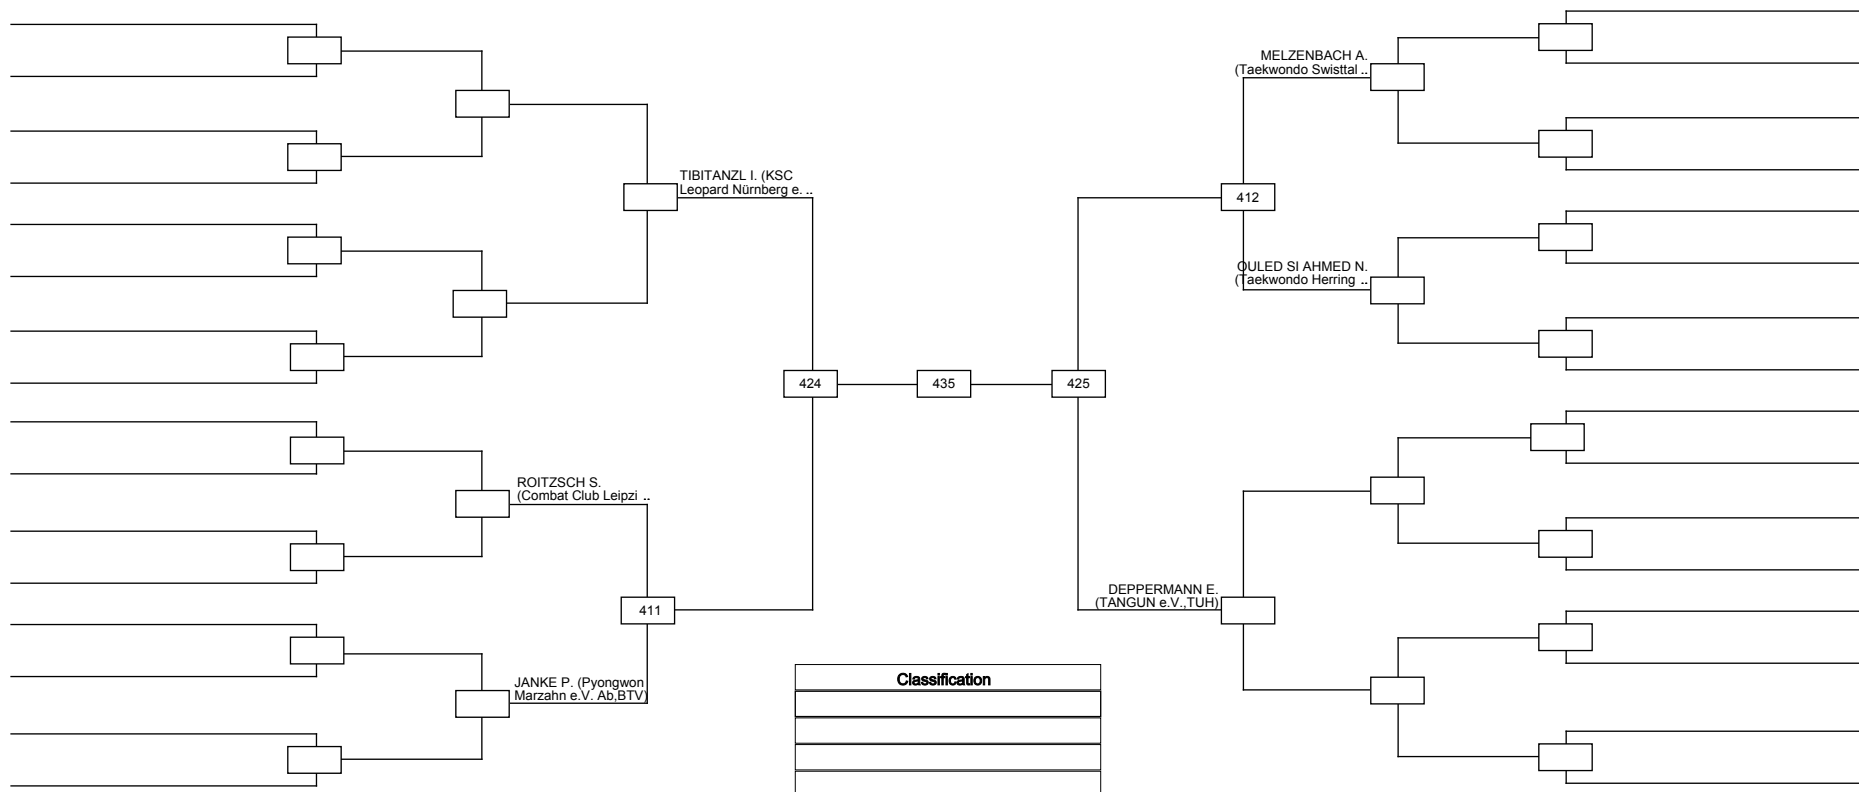 MELZENBACH A.
(Taekwondo Swisttal ..
TIBITANZL I. (KSC
Leopard Nürnberg e. ..
412
OULED SI AHMED N.
(Taekwondo Herring ..
424
435
425
ROITZSCH S.
(Combat Club Leipzi ..
411
DEPPERMANN E.
(TANGUN e.V.,TUH)
JANKE P. (Pyongwon
Marzahn e.V. Ab,BTV)
Classification